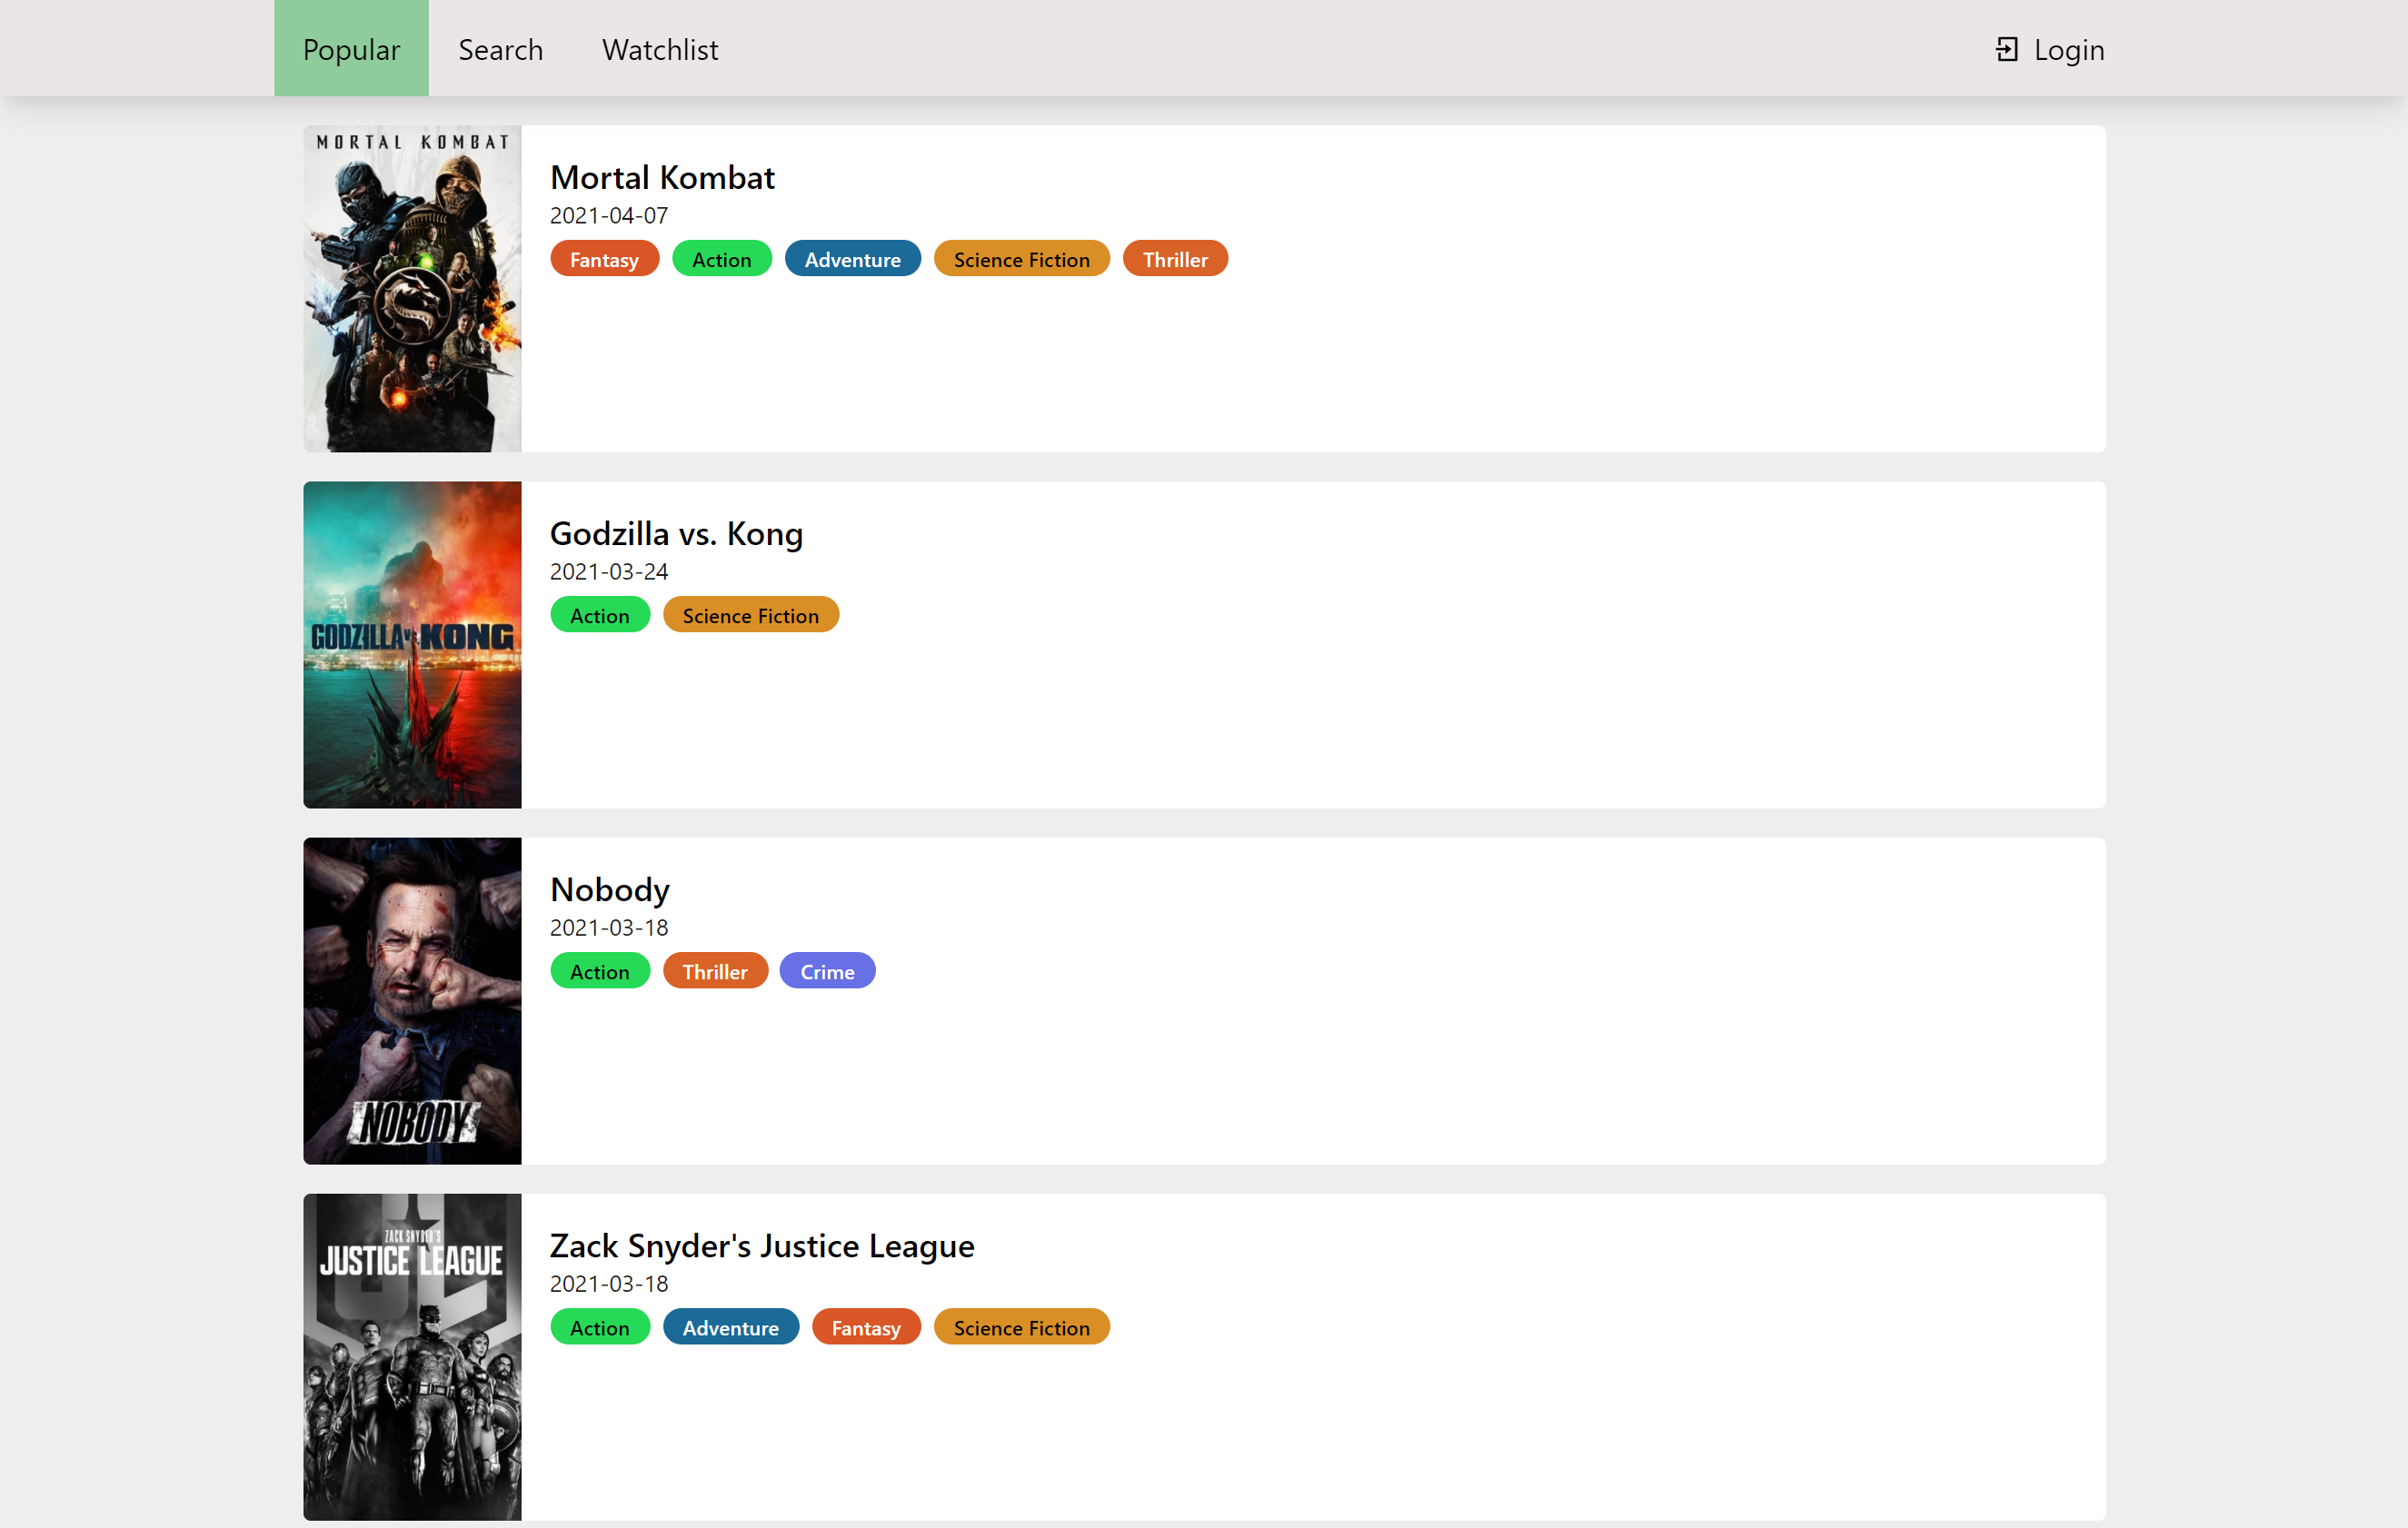 Popular
Search
Watchlist
Login
MORTAL KOMBAT
Mortal Kombat
2021-04-07
Fantasy Action Adventure Science Fiction Thriller
GODZILLA vs. KONG
Godzilla vs. Kong
2021-03-24
Action Science Fiction
NOBODY
Nobody
2021-03-18
Action Thriller Crime
ZACK SNYDER'S
JUSTICE LEAGUE
Zack Snyder's Justice League
2021-03-18
Action Adventure Fantasy Science Fiction